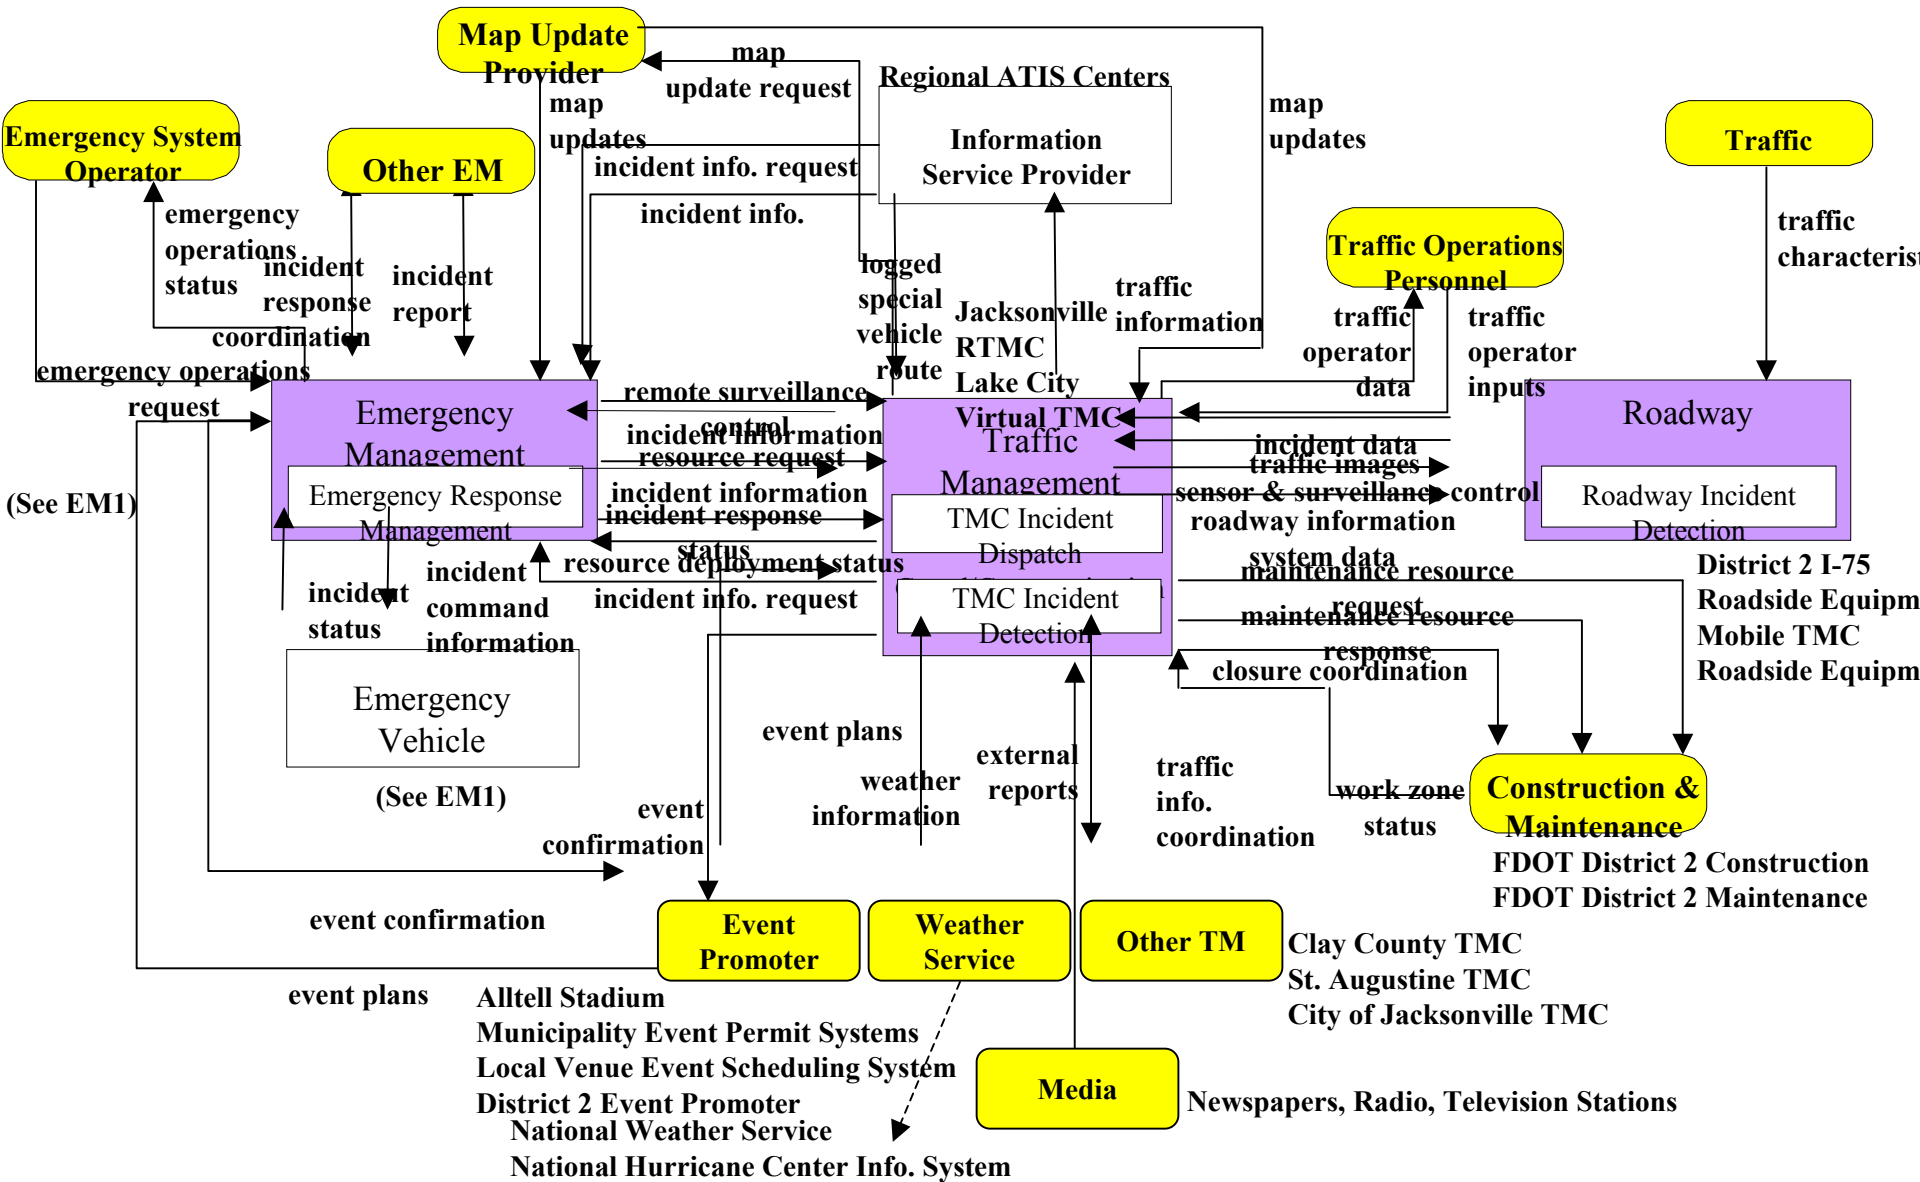 Map Update
Provider
map
update request
map
updates
Regional ATIS Centers
Information
Service Provider
map
updates
Emergency System
Operator
Other EM
Traffic
incident info. request
incident info.
emergency
operations
status
incident
response
coordination
incident
report
Traffic Operations
Personnel
traffic
characterist
logged
special
vehicle
route
Jacksonville
RTMC
Lake City
Virtual TMC
traffic
information
traffic
operator
data
traffic
operator
inputs
emergency operations
request
Emergency
Management
Emergency Response
Management
remote surveillance
control
incident information
resource request
incident information
incident response
status
resource deployment status
incident info. request
Traffic
Management
TMC Incident
Dispatch
TMC Incident
Detection
incident data
traffic images
sensor & surveillance control
roadway information
system data
maintenance resource
request
maintenance resource
response
closure coordination
Roadway
Roadway Incident
Detection
District 2 I-75
Roadside Equipm
Mobile TMC
Roadside Equipm
(See EM1)
incident
status
incident
command
information
Emergency
Vehicle
(See EM1)
event plans
weather
information
external
reports
traffic
info.
coordination
work zone
status
Construction &
Maintenance
FDOT District 2 Construction
FDOT District 2 Maintenance
event
confirmation
event confirmation
event plans
Event
Promoter
Weather
Service
Other TM
Clay County TMC
St. Augustine TMC
City of Jacksonville TMC
Alltell Stadium
Municipality Event Permit Systems
Local Venue Event Scheduling System
District 2 Event Promoter
National Weather Service
National Hurricane Center Info. System
Media
Newspapers, Radio, Television Stations